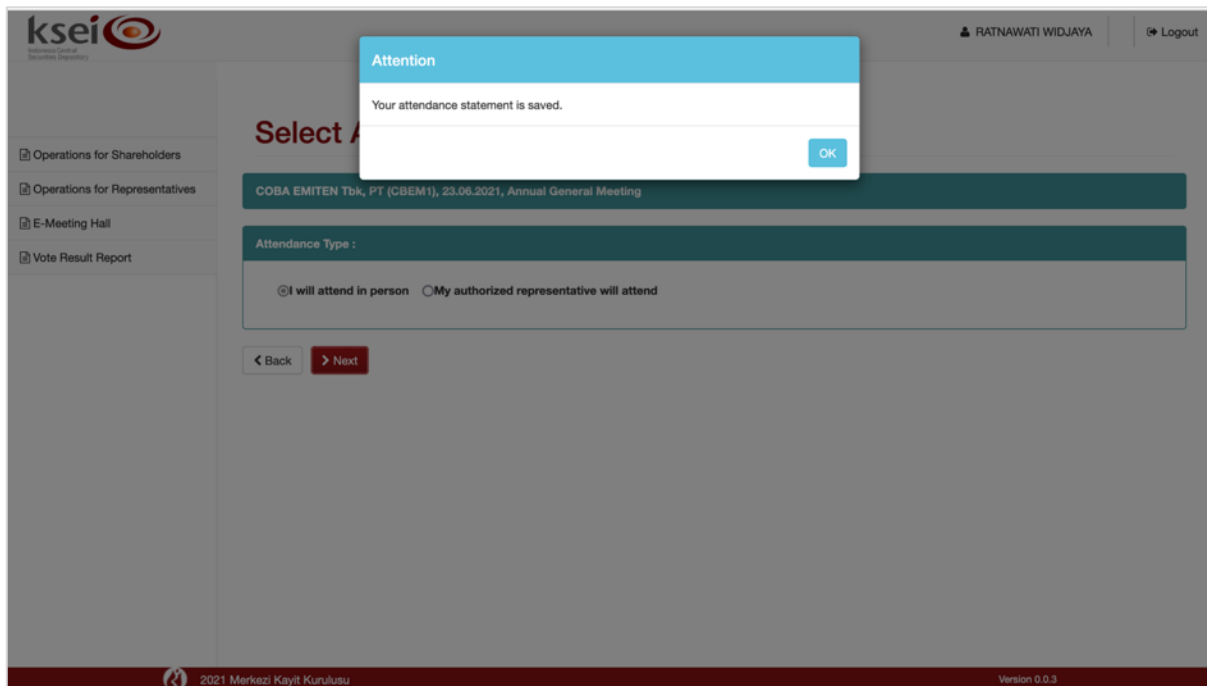 ksei
Indonesia Central
Securities Depository
RATNAWATI WIDJAYA
Logout
Attention
Your attendance statement is saved.
OK
Select A
Operations for Shareholders
Operations for Representatives
E-Meeting Hall
Vote Result Report
COBA EMITEN Tbk, PT (CBEM1), 23.06.2021, Annual General Meeting
Attendance Type :
I will attend in person My authorized representative will attend
Back Next
2021 Merkezi Kayit Kurulusu
Version 0.0.3